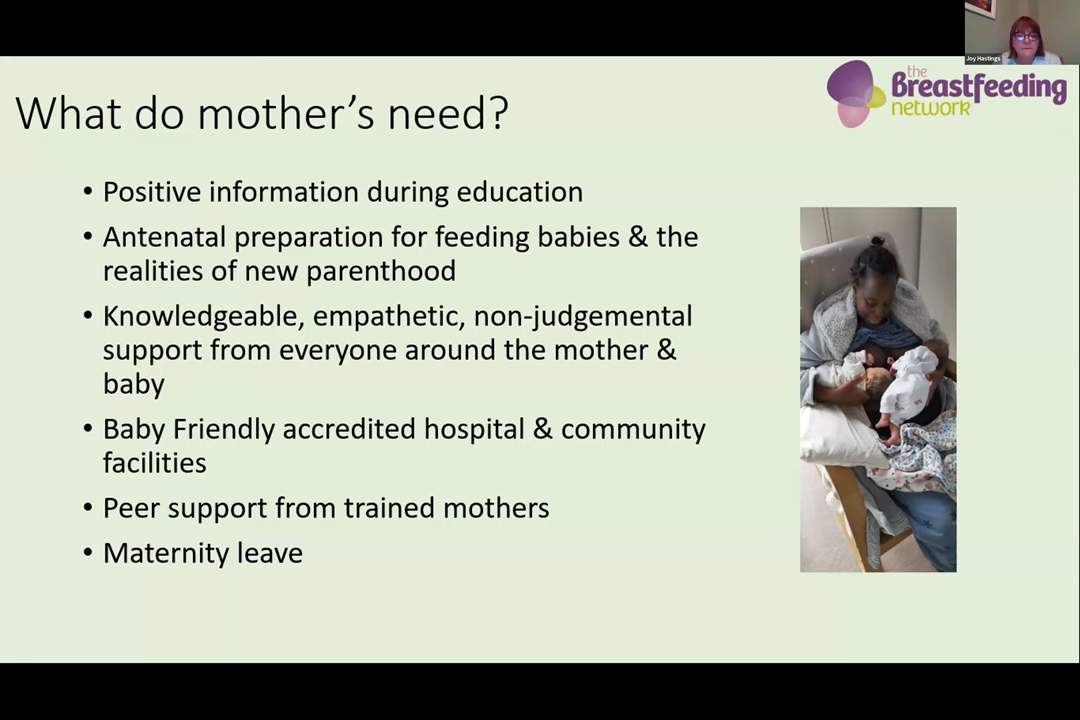 Joy Hastings
the
Breastfeeding
network
What do mother’s need?
• Positive information during education
• Antenatal preparation for feeding babies & the
realities of new parenthood
• Knowledgeable, empathetic, non-judgemental
support from everyone around the mother &
baby
• Baby Friendly accredited hospital & community
facilities
• Peer support from trained mothers
• Maternity leave